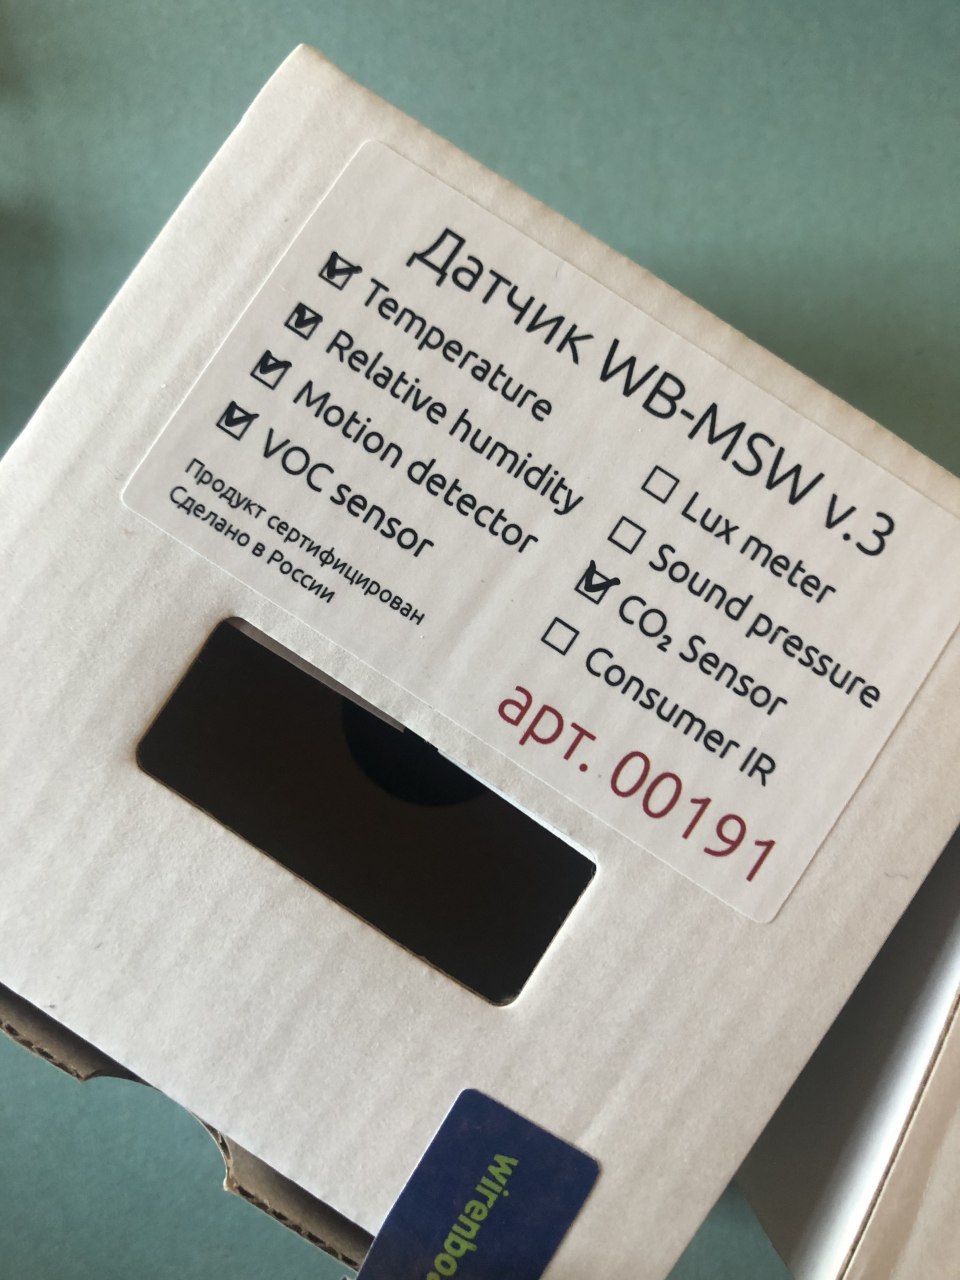 Датчик WB-MSW v.3
Temperature
Relative humidity
Motion detector
VOC sensor
Lux meter
Sound pressure
CO₂ Sensor
Consumer IR
Продукт сертифицирован
Сделано в России
арт. 00191
wirenboa